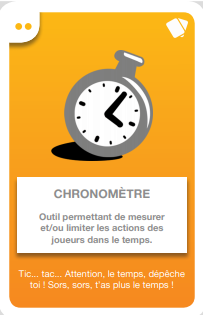 CHRONOMÈTRE
Outil permettant de mesurer
et/ou limiter les actions des
joueurs dans le temps.
Tic... tac... Attention, le temps, dépêche
toi ! Sors, sors, t'as plus le temps !